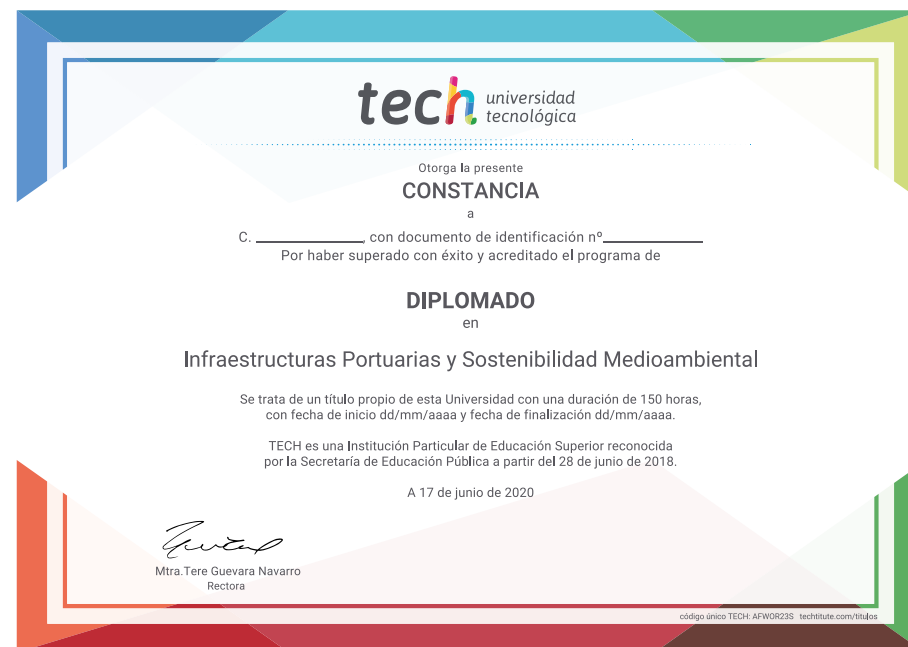 tech universidad
tecnológica
Otorga la presente
CONSTANCIA
a
C. ____________, con documento de identificación nº____________
Por haber superado con éxito y acreditado el programa de
DIPLOMADO
en
Infraestructuras Portuarias y Sostenibilidad Medioambiental
Se trata de un título propio de esta Universidad con una duración de 150 horas,
con fecha de inicio dd/mm/aaaa y fecha de finalización dd/mm/aaaa.
TECH es una Institución Particular de Educación Superior reconocida
por la Secretaría de Educación Pública a partir del 28 de junio de 2018.
A 17 de junio de 2020
Mtra.Tere Guevara Navarro
Rectora
código único TECH: AFWOR23S techtitute.com/titulos